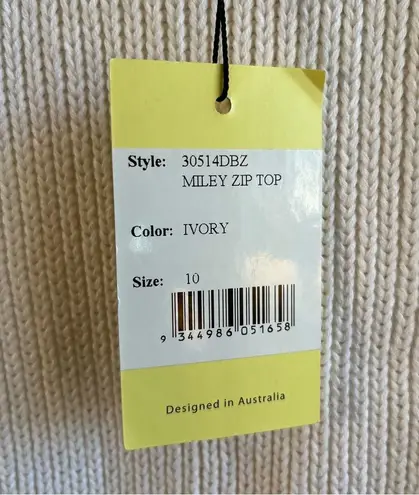 Style: 30514DBZ
MILEY ZIP TOP
Color: IVORY
Size: 10
9 344986 051658
Designed in Australia